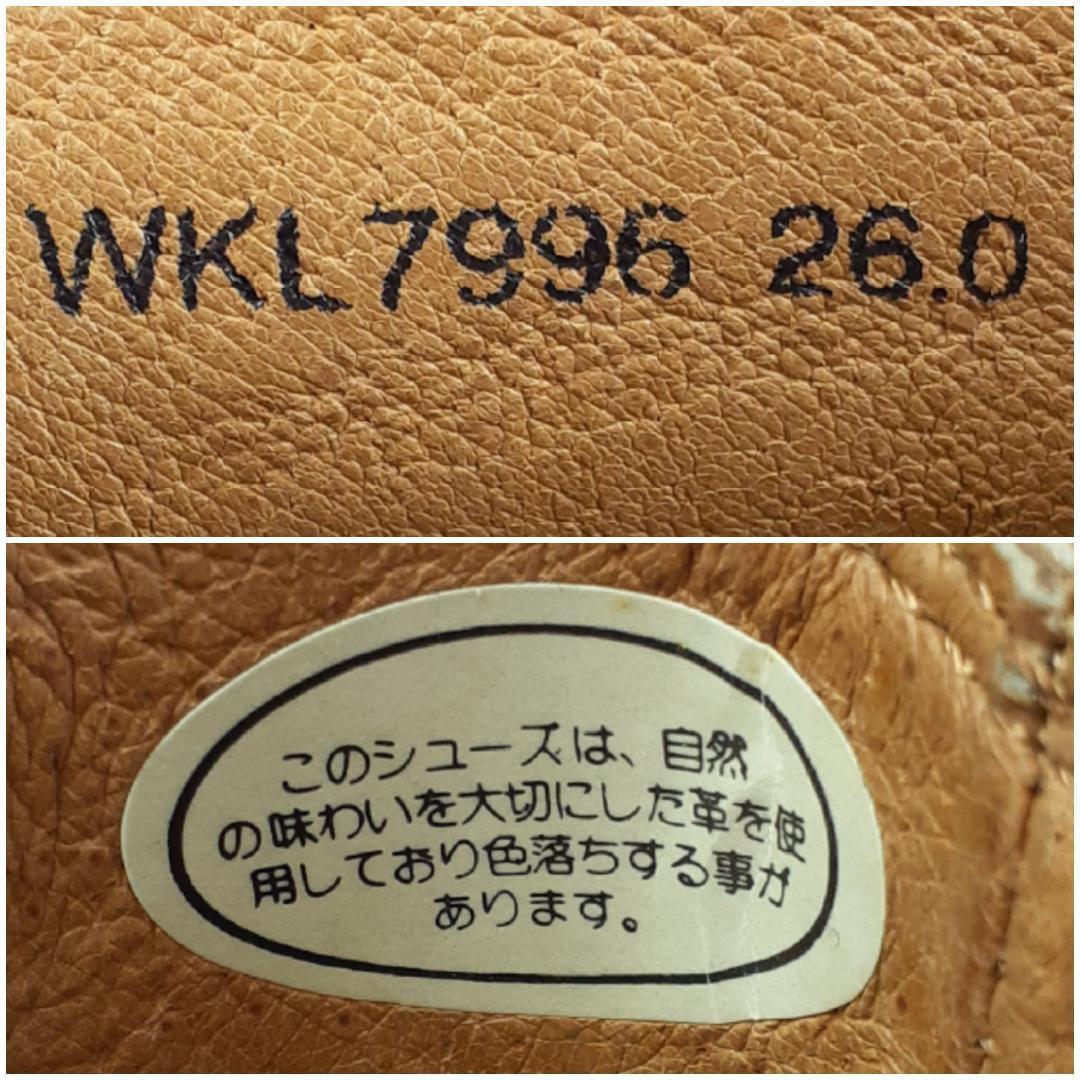 WKL7996 26.0
このシューズは、自然
の味わいを大切にした革を使
用しており色落ちする事が
あります。